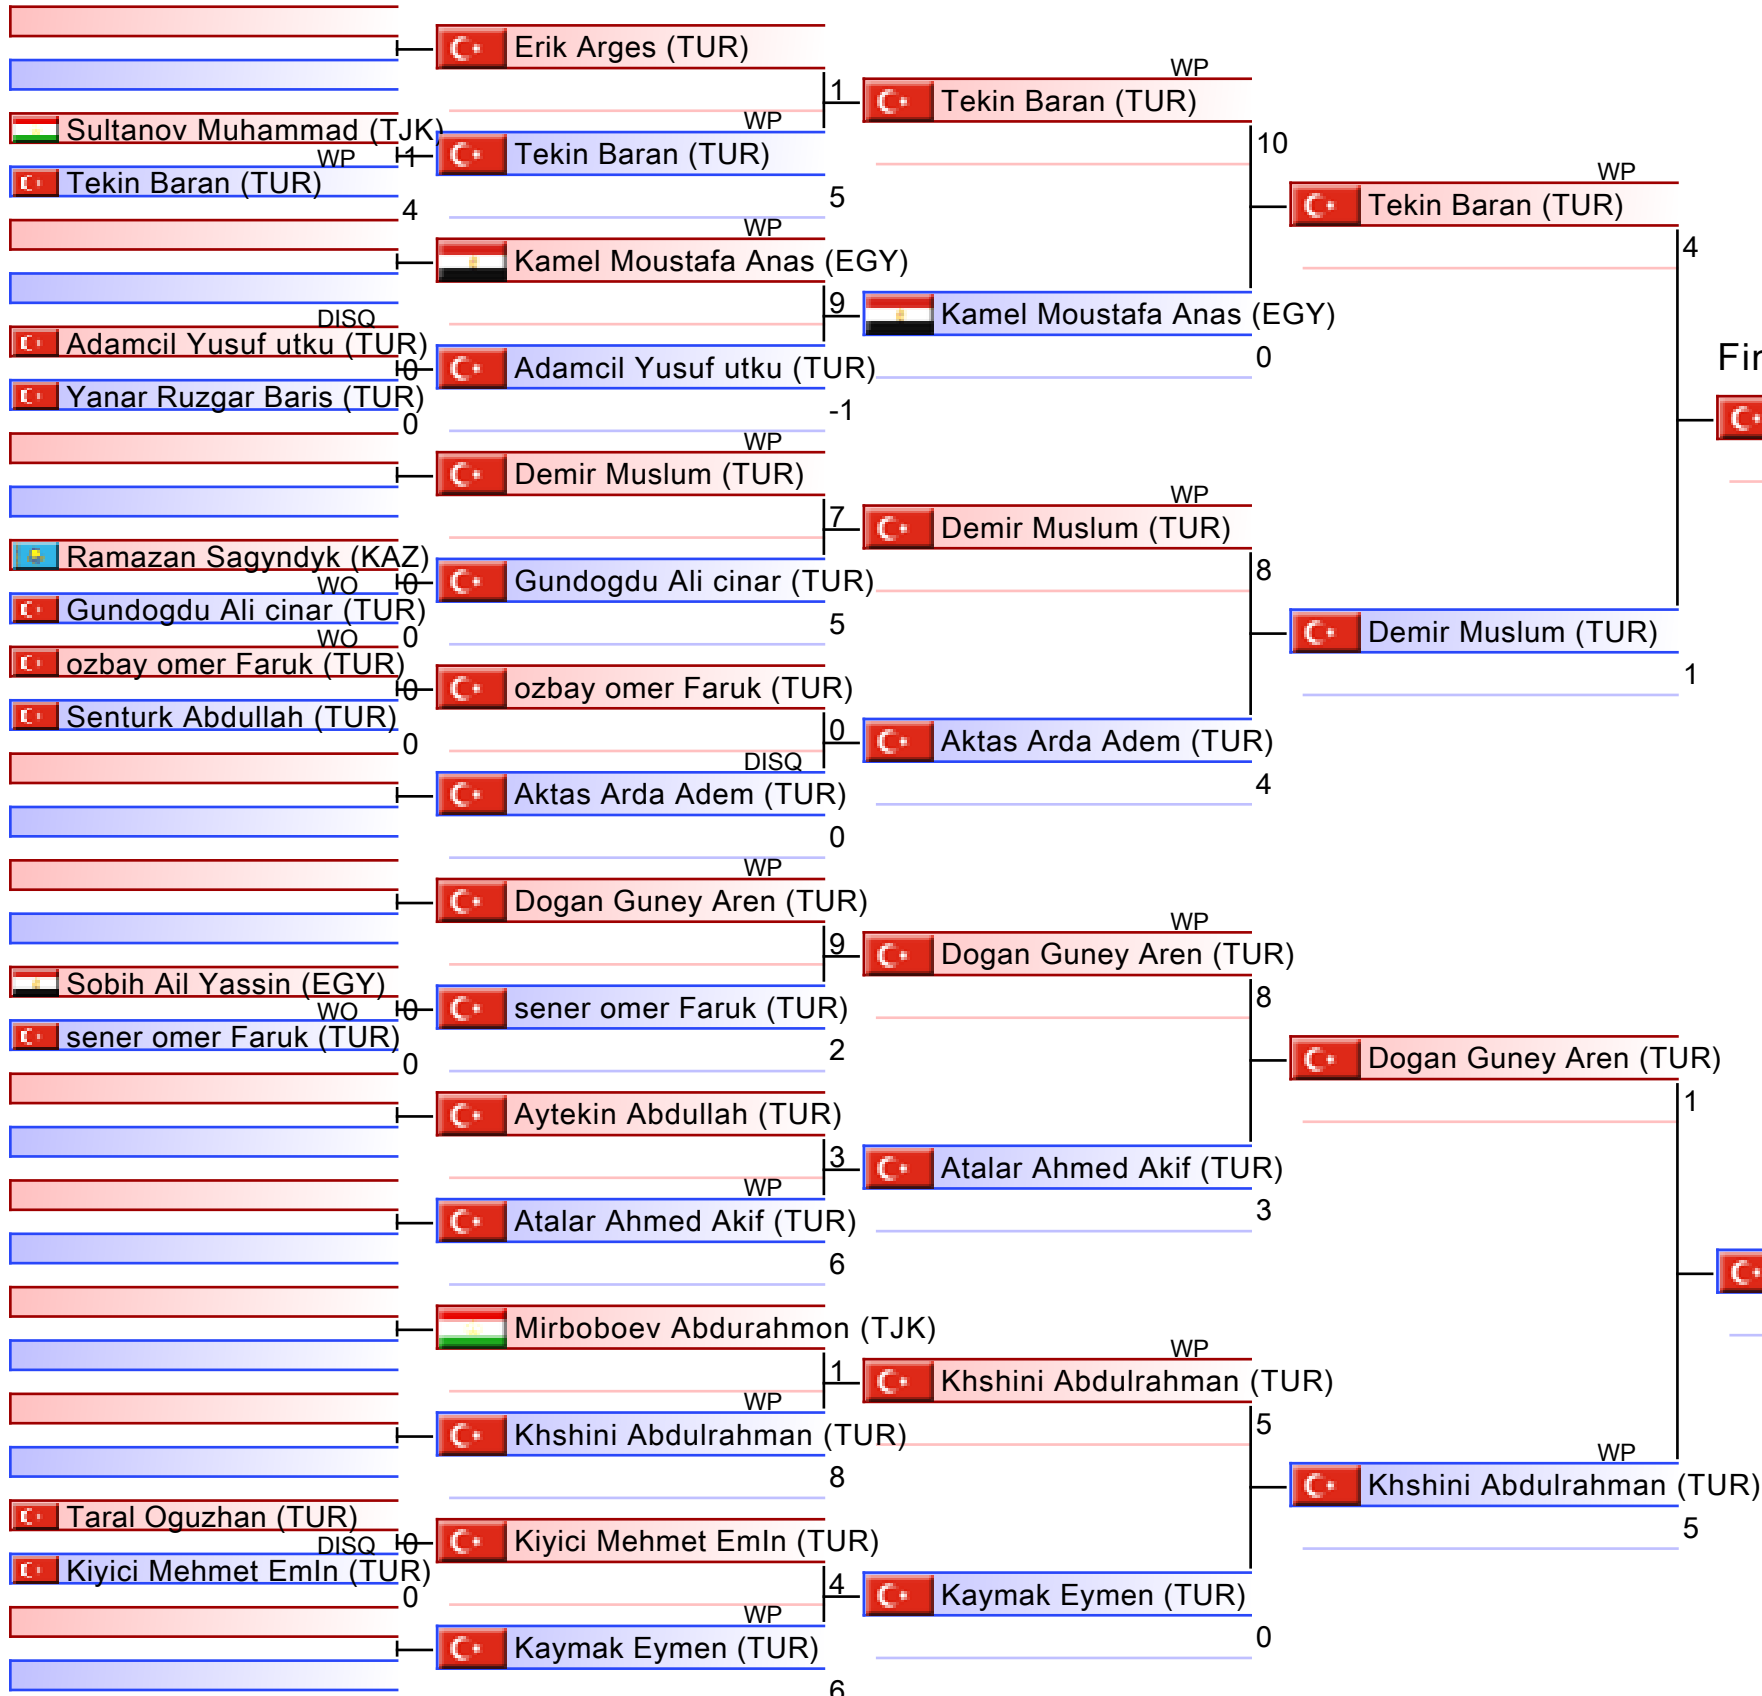 Erik Arges (TUR)
1
WP
Tekin Baran (TUR)
10
Sultanov Muhammad (TJK)
1
WP
Tekin Baran (TUR)
4
WP
Tekin Baran (TUR)
5
WP
Tekin Baran (TUR)
4
WP
Kamel Moustafa Anas (EGY)
9
Kamel Moustafa Anas (EGY)
0
DISQ
Adamcil Yusuf utku (TUR)
0
Yanar Ruzgar Baris (TUR)
0
Adamcil Yusuf utku (TUR)
-1
WP
Demir Muslum (TUR)
7
WP
Demir Muslum (TUR)
8
Ramazan Sagyndyk (KAZ)
0
WO
Gundogdu Ali cinar (TUR)
0
Gundogdu Ali cinar (TUR)
5
Demir Muslum (TUR)
1
WO
ozbay omer Faruk (TUR)
0
Senturk Abdullah (TUR)
0
ozbay omer Faruk (TUR)
0
Aktas Arda Adem (TUR)
4
DISQ
Aktas Arda Adem (TUR)
0
WP
Dogan Guney Aren (TUR)
9
WP
Dogan Guney Aren (TUR)
8
Sobih Ail Yassin (EGY)
0
WO
sener omer Faruk (TUR)
0
sener omer Faruk (TUR)
2
Dogan Guney Aren (TUR)
1
Aytekin Abdullah (TUR)
3
Atalar Ahmed Akif (TUR)
3
WP
Atalar Ahmed Akif (TUR)
6
Mirboboev Abdurahmon (TJK)
1
WP
Khshini Abdulrahman (TUR)
5
WP
Khshini Abdulrahman (TUR)
8
WP
Khshini Abdulrahman (TUR)
5
Taral Oguzhan (TUR)
0
DISQ
Kiyici Mehmet EmIn (TUR)
0
Kiyici Mehmet EmIn (TUR)
4
Kaymak Eymen (TUR)
0
WP
Kaymak Eymen (TUR)
6